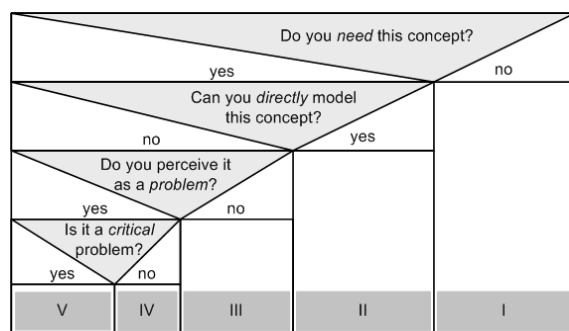 Do you need this concept?
yes
no
Can you directly model
this concept?
no
yes
Do you perceive it
as a problem?
yes
no
Is it a critical
problem?
yes
no
V
IV
III
II
I